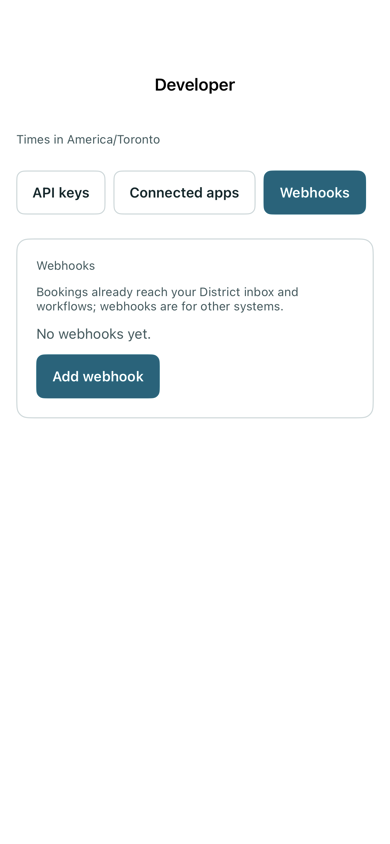 Developer
Times in America/Toronto
API keys
Connected apps
Webhooks
Webhooks
Bookings already reach your District inbox and
workflows; webhooks are for other systems.
No webhooks yet.
Add webhook